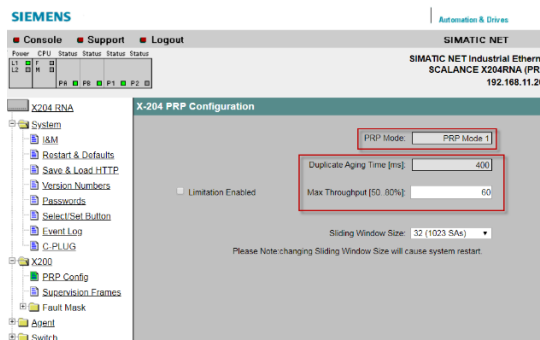 SIEMENS
Automation & Drives
Console Support Logout SIMATIC NET
Power CPU Status Status Status Status
L1 F
L2 M
P6 P8 P1 P2
SIMATIC NET Industrial Ethern
SCALANCE X204RNA (PR
192.168.11.20
X204 RNA
X-204 PRP Configuration
System
I&M
Restart & Defaults
Save & Load HTTP
Version Numbers
Passwords
Select/Set Button
Event Log
C-PLUG
X200
PRP Config
Supervision Frames
Fault Mask
Agent
Switch
PRP Mode: PRP Mode 1
Duplicate Aging Time [ms]: 400
Limitation Enabled Max Throughput [50..80%]: 60
Sliding Window Size: 32 (1023 SAs)
Please Note:changing Sliding Window Size will cause system restart.